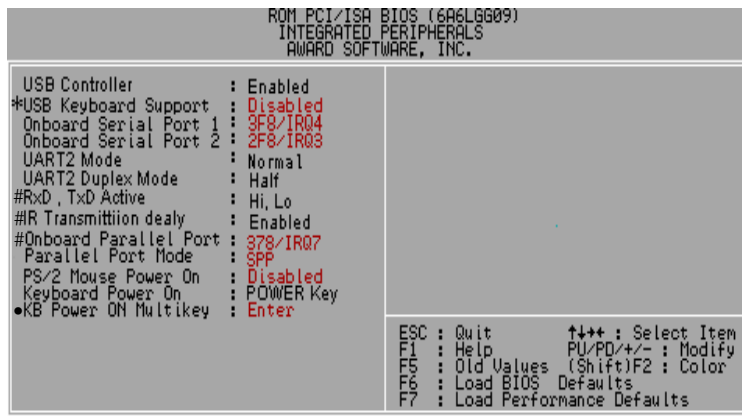 ROM PCI/ISA BIOS (6A6LGG09)
INTEGRATED PERIPHERALS
AWARD SOFTWARE, INC.
USB Controller : Enabled
*USB Keyboard Support : Disabled
Onboard Serial Port 1 : 3F8/IRQ4
Onboard Serial Port 2 : 2F8/IRQ3
UART2 Mode : Normal
UART2 Duplex Mode : Half
#RxD , TxD Active : Hi, Lo
#IR Transmittiion dealy : Enabled
#Onboard Parallel Port : 378/IRQ7
Parallel Port Mode : SPP
PS/2 Mouse Power On : Disabled
Keyboard Power On : POWER Key
●KB Power ON Multikey : Enter
ESC : Quit ↑↓→← : Select Item
F1 : Help PU/PD/+/- : Modify
F5 : Old Values (Shift)F2 : Color
F6 : Load BIOS Defaults
F7 : Load Performance Defaults